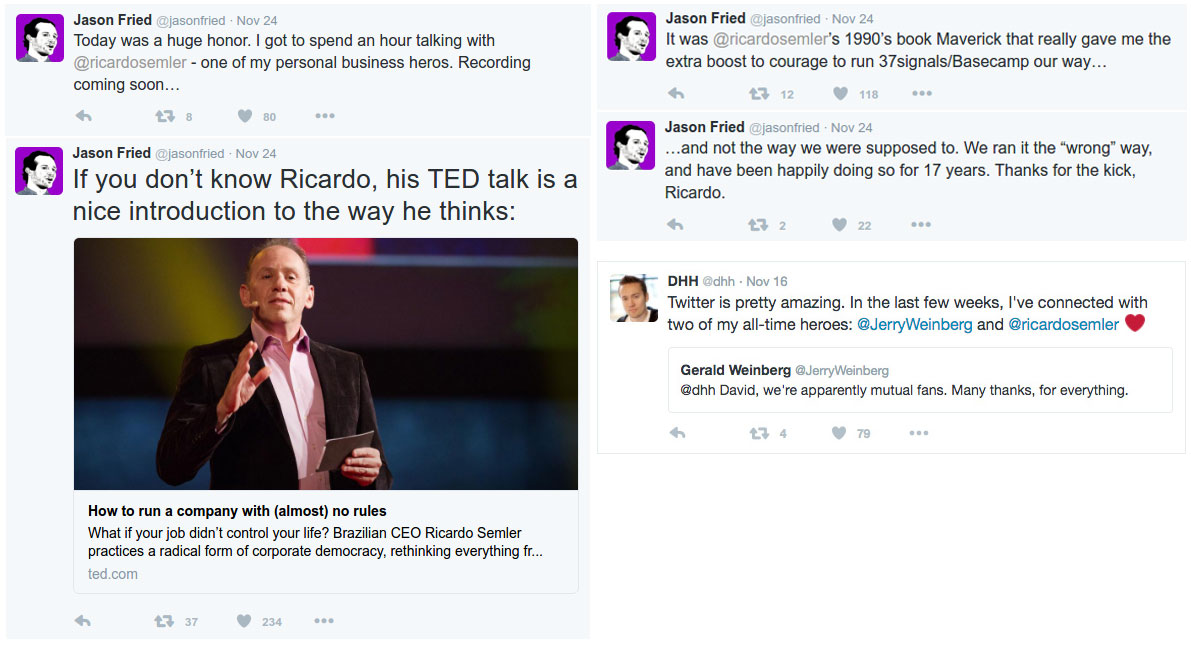 Jason Fried @jasonfried · Nov 24
Today was a huge honor. I got to spend an hour talking with
@ricardosemler - one of my personal business heros. Recording
coming soon…
8 80
Jason Fried @jasonfried · Nov 24
If you don’t know Ricardo, his TED talk is a
nice introduction to the way he thinks:
How to run a company with (almost) no rules
What if your job didn’t control your life? Brazilian CEO Ricardo Semler
practices a radical form of corporate democracy, rethinking everything fr...
ted.com
37 234
Jason Fried @jasonfried · Nov 24
It was @ricardosemler’s 1990’s book Maverick that really gave me the
extra boost to courage to run 37signals/Basecamp our way…
12 118
Jason Fried @jasonfried · Nov 24
…and not the way we were supposed to. We ran it the “wrong” way,
and have been happily doing so for 17 years. Thanks for the kick,
Ricardo.
2 22
DHH @dhh · Nov 16
Twitter is pretty amazing. In the last few weeks, I've connected with
two of my all-time heroes: @JerryWeinberg and @ricardosemler ❤
Gerald Weinberg @JerryWeinberg
@dhh David, we're apparently mutual fans. Many thanks, for everything.
4 79